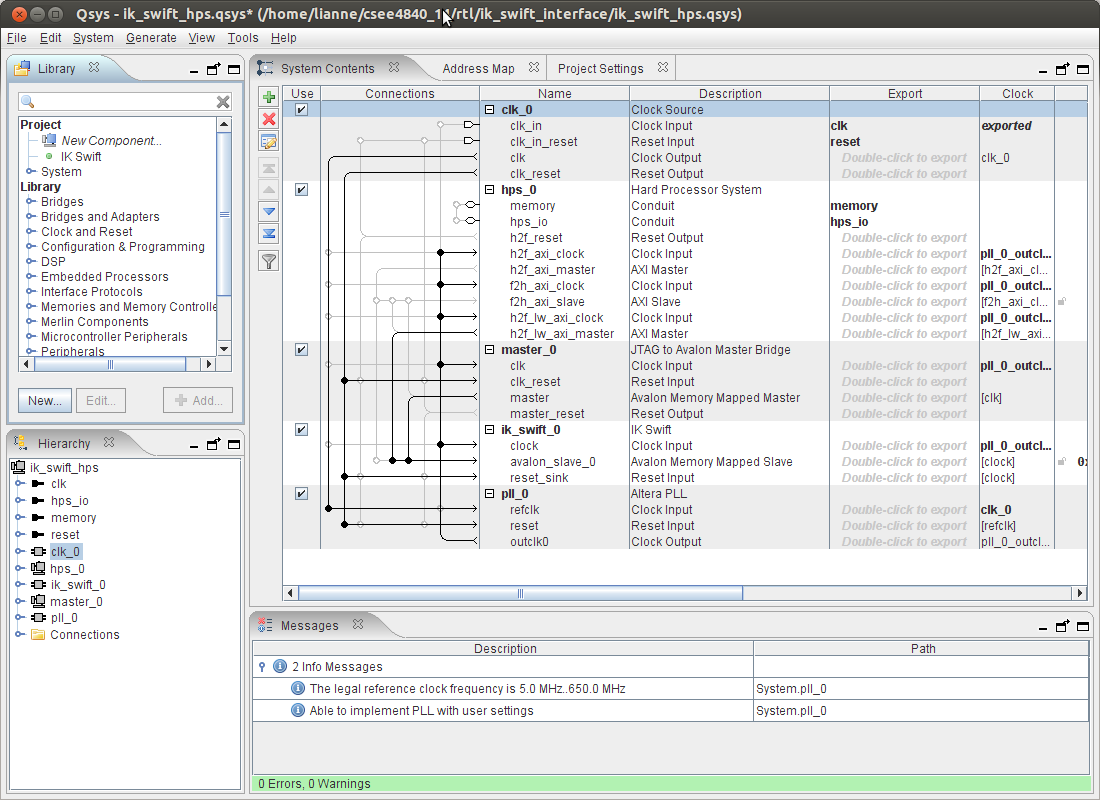 Qsys - ik_swift_hps.qsys* (/home/lianne/csee4840_1 /rtl/ik_swift_interface/ik_swift_hps.qsys)
File Edit System Generate View Tools Help
Library
Project
New Component...
IK Swift
System
Library
Bridges
Bridges and Adapters
Clock and Reset
Configuration & Programming
DSP
Embedded Processors
Interface Protocols
Memories and Memory Controlle
Merlin Components
Microcontroller Peripherals
Peripherals
New... Edit... Add...
Hierarchy
ik_swift_hps
clk
hps_io
memory
reset
clk_0
hps_0
ik_swift_0
master_0
pll_0
Connections
System Contents Address Map Project Settings
Use Connections Name Description Export Clock
clk_0 Clock Source
clk_in Clock Input clk exported
clk_in_reset Reset Input reset
clk Clock Output Double-click to export clk_0
clk_reset Reset Output Double-click to export
hps_0 Hard Processor System
memory Conduit memory
hps_io Conduit hps_io
h2f_reset Reset Output Double-click to export
h2f_axi_clock Clock Input Double-click to export pll_0_outcl...
h2f_axi_master AXI Master Double-click to export [h2f_axi_cl...
f2h_axi_clock Clock Input Double-click to export pll_0_outcl...
f2h_axi_slave AXI Slave Double-click to export [f2h_axi_cl...
h2f_lw_axi_clock Clock Input Double-click to export pll_0_outcl...
h2f_lw_axi_master AXI Master Double-click to export [h2f_lw_axi...
master_0 JTAG to Avalon Master Bridge
clk Clock Input Double-click to export pll_0_outcl...
clk_reset Reset Input Double-click to export
master Avalon Memory Mapped Master Double-click to export [clk]
master_reset Reset Output Double-click to export
ik_swift_0 IK Swift
clock Clock Input Double-click to export pll_0_outcl...
avalon_slave_0 Avalon Memory Mapped Slave Double-click to export [clock] 0x
reset_sink Reset Input Double-click to export [clock]
pll_0 Altera PLL
refclk Clock Input Double-click to export clk_0
reset Reset Input Double-click to export [refclk]
outclk0 Clock Output Double-click to export pll_0_outcl...
Messages
Description Path
2 Info Messages
The legal reference clock frequency is 5.0 MHz..650.0 MHz System.pll_0
Able to implement PLL with user settings System.pll_0
0 Errors, 0 Warnings